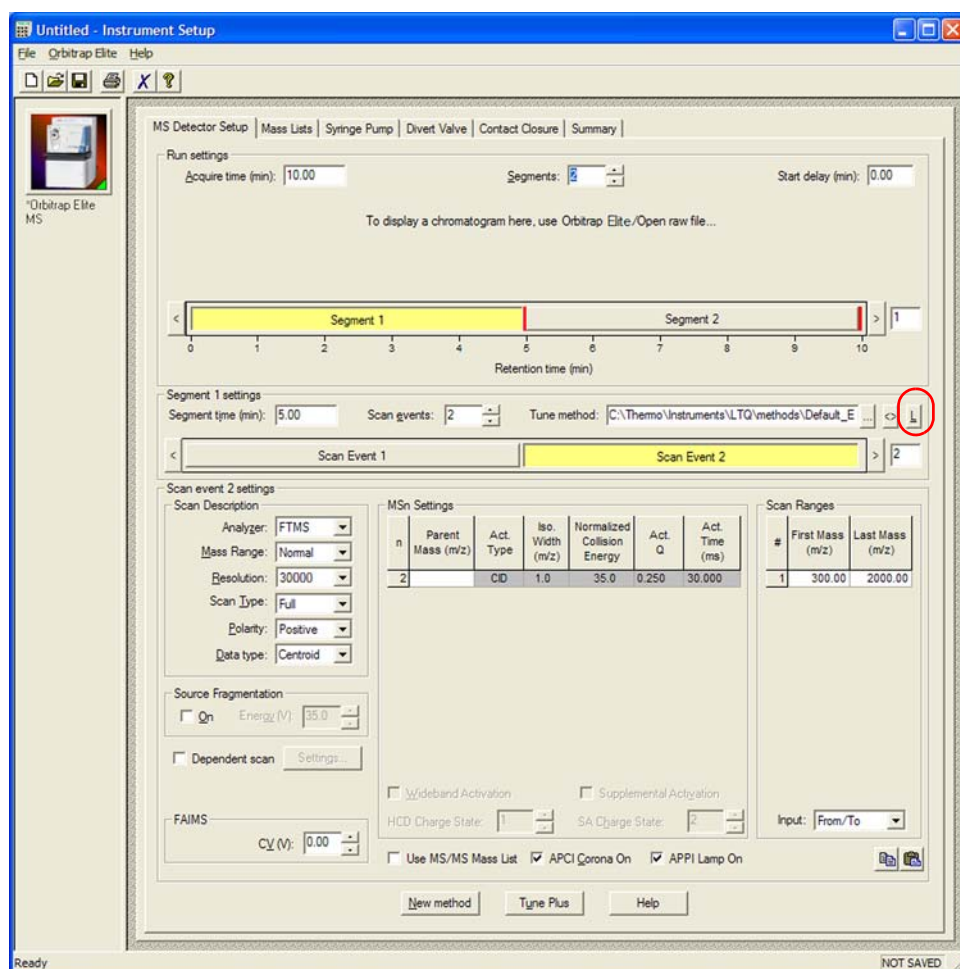 Untitled - Instrument Setup
File Orbitrap Elite Help
*Orbitrap Elite
MS
MS Detector Setup Mass Lists Syringe Pump Divert Valve Contact Closure Summary
Run settings
Acquire time (min): 10.00 Segments: 2 Start delay (min): 0.00
To display a chromatogram here, use Orbitrap Elite/Open raw file...
< Segment 1 Segment 2 > 1
0 1 2 3 4 5 6 7 8 9 10
Retention time (min)
Segment 1 settings
Segment time (min): 5.00 Scan events: 2 Tune method: C:\Thermo\Instruments\LTQ\methods\Default_E ... <> L
< Scan Event 1 Scan Event 2 > 2
Scan event 2 settings
Scan Description
Analyzer: FTMS
Mass Range: Normal
Resolution: 30000
Scan Type: Full
Polarity: Positive
Data type: Centroid
Source Fragmentation
On Energy (V): 35.0
Dependent scan Settings...
FAIMS
CV (V): 0.00
MSn Settings
n Parent Mass (m/z) Act. Type Iso. Width (m/z) Normalized Collision Energy Act. Q Act. Time (ms)
2 CID 1.0 35.0 0.250 30.000
Wideband Activation Supplemental Activation
HCD Charge State: 1 SA Charge State: 2
Use MS/MS Mass List APCI Corona On APPI Lamp On
Scan Ranges
# First Mass (m/z) Last Mass (m/z)
1 300.00 2000.00
Input: From/To
New method Tune Plus Help
Ready NOT SAVED